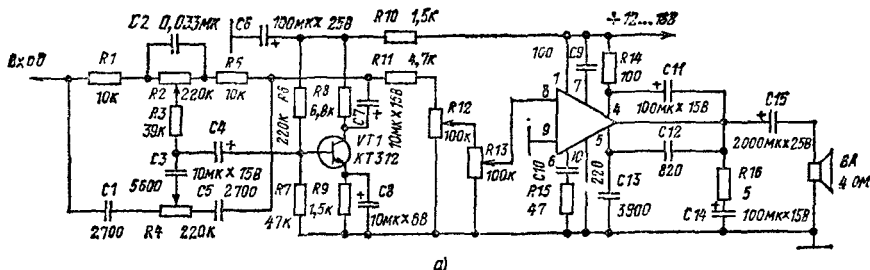 C2 0,033мк
C6 100мк×25В
R10 1,5к
+12...18В
Вход
R1
10к
R2 220к
R5
10к
R3
39к
C4
10мк×15В
C3
5600
C1
2700
R4
220к
C5 2700
R6
220к
R8
6,8к
R11 4,7к
C7
10мк×15В
VT1
КТ312
R7
47к
R9
1,5к
C8
10мк×6В
R12
100к
R13
100к
100
1
C9
7
R14
100
8
4
C11
100мк×15В
9
5
6
10
C10
220
C12
820
R15
47
C13
3900
C15
2000мк×25В
R16
5
C14
100мк×15В
ВА
4 Ом
а)